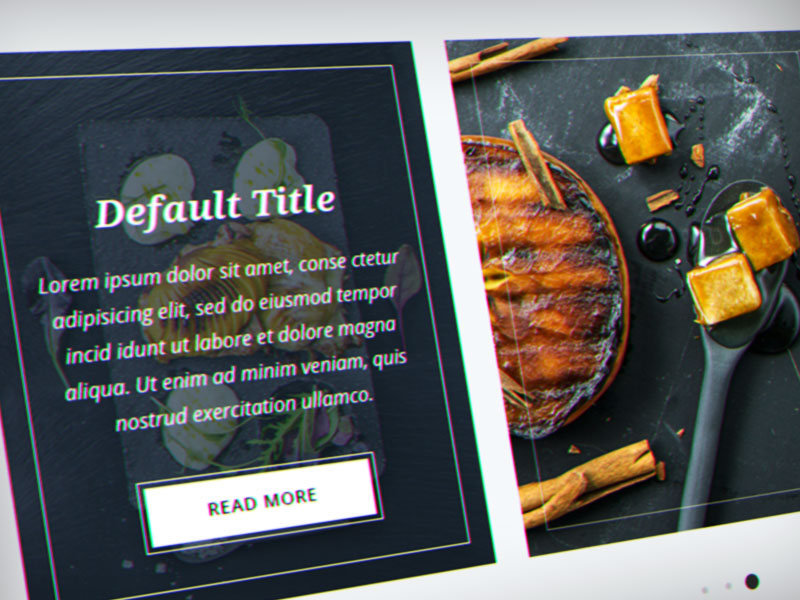 Default Title
Lorem ipsum dolor sit amet, conse ctetur
adipisicing elit, sed do eiusmod tempor
incid idunt ut labore et dolore magna
aliqua. Ut enim ad minim veniam, quis
nostrud exercitation ullamco.
READ MORE